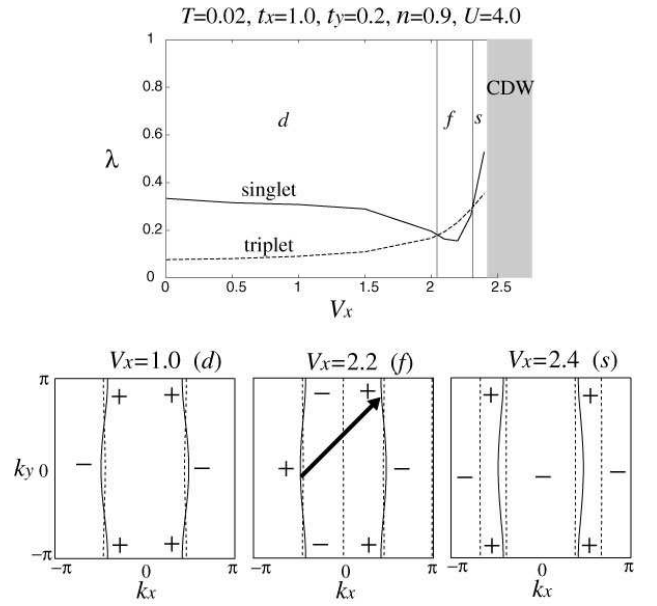 T=0.02, tx=1.0, ty=0.2, n=0.9, U=4.0
1
0.8
0.6
0.4
0.2
0
λ
d
f
s
CDW
singlet
triplet
0 0.5 1 1.5 2 2.5
Vx
Vx=1.0 (d) Vx=2.2 (f) Vx=2.4 (s)
π
ky 0
−π
+ + − + + +
− − + − − − −
+ + − + + +
−π 0 π −π 0 π −π 0 π
kx kx kx